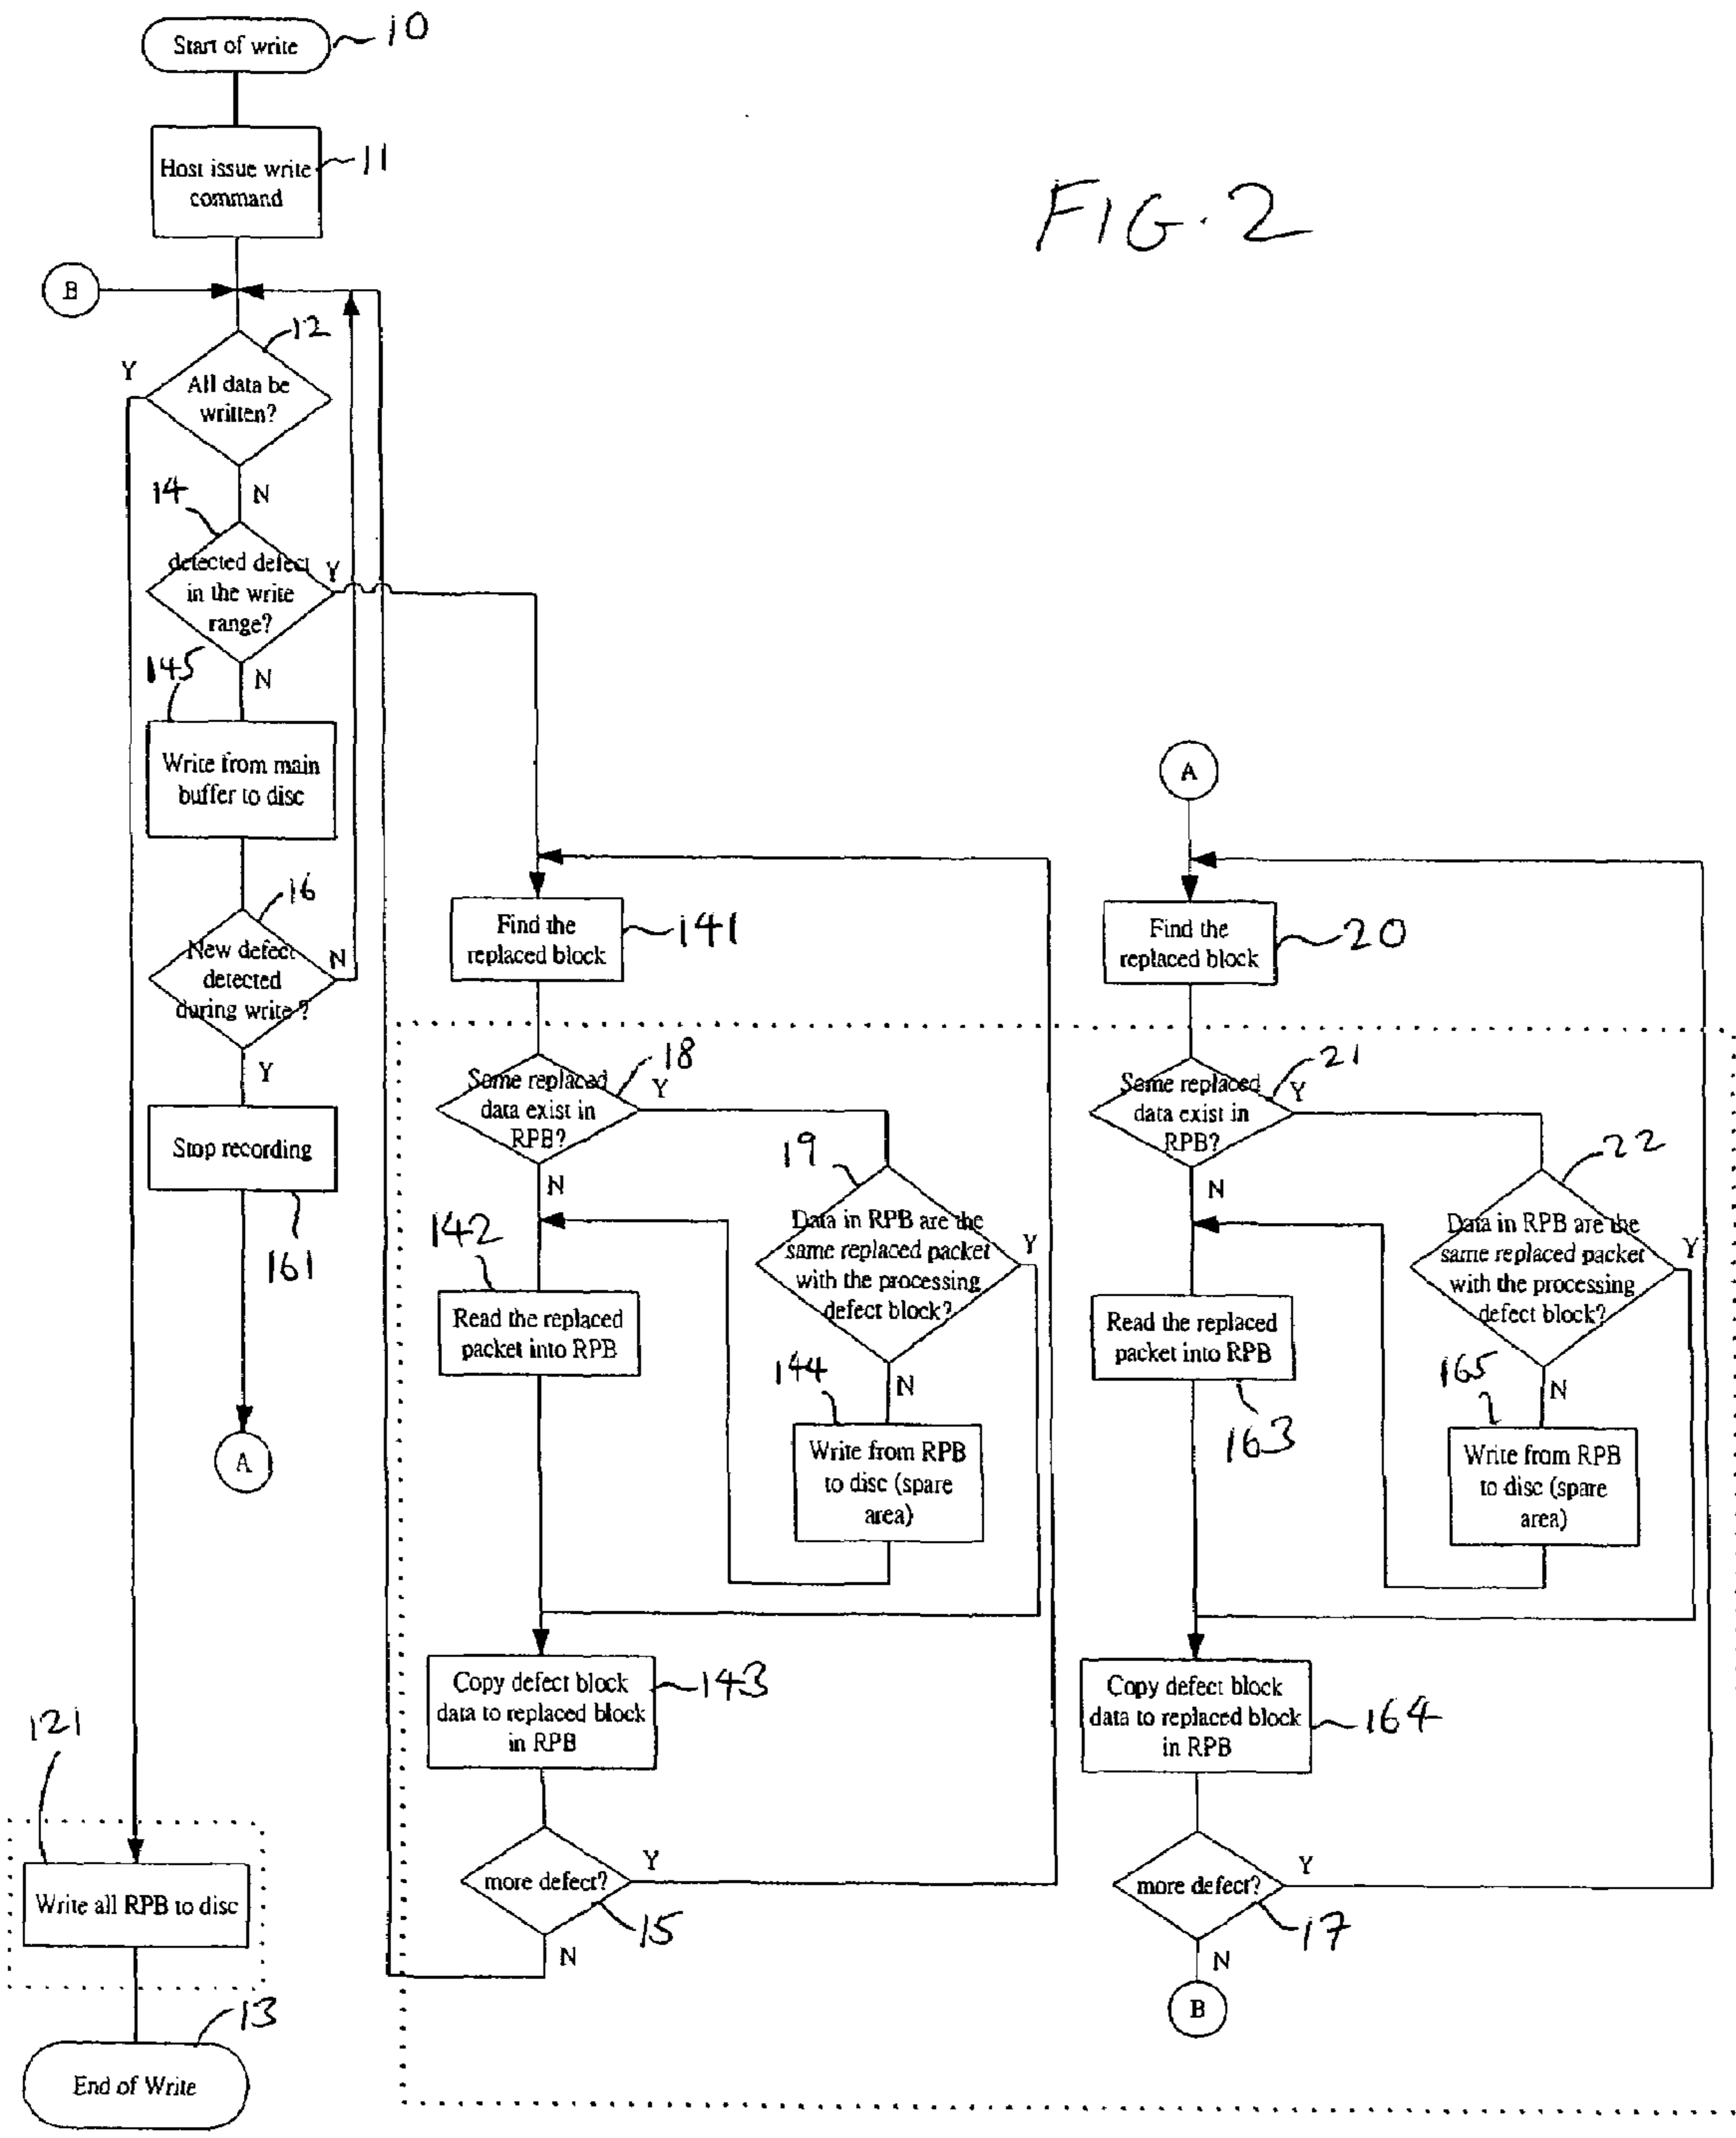 Start of write
10
Host issue write
command
11
FIG. 2
B
12
Y
All data be
written?
N
14
detected defect
in the write
range?
Y
145
N
Write from main
buffer to disc
16
New defect
detected
during write ?
N
Y
Stop recording
161
A
121
Write all RPB to disc
13
End of Write
Find the
replaced block
141
Some replaced
data exist in
RPB?
18
Y
N
19
Data in RPB are the
same replaced packet
with the processing
defect block?
Y
142
Read the replaced
packet into RPB
144
N
Write from RPB
to disc (spare
area)
Copy defect block
data to replaced block
in RPB
143
more defect?
Y
15
N
A
Find the
replaced block
20
Some replaced
data exist in
RPB?
21
Y
N
22
Data in RPB are the
same replaced packet
with the processing
defect block?
Y
Read the replaced
packet into RPB
163
165
N
Write from RPB
to disc (spare
area)
Copy defect block
data to replaced block
in RPB
164
more defect?
Y
17
N
B